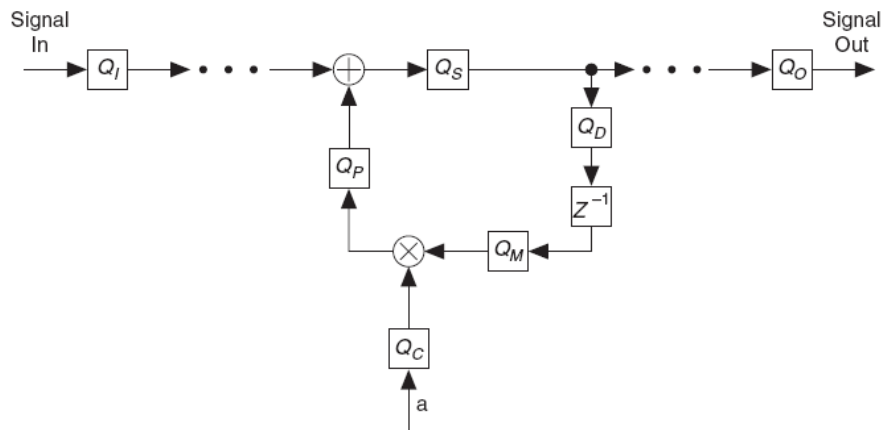 Signal
In
Signal
Out
Q_I
Q_S
Q_O
Q_D
Q_P
Z^{-1}
Q_M
Q_C
a